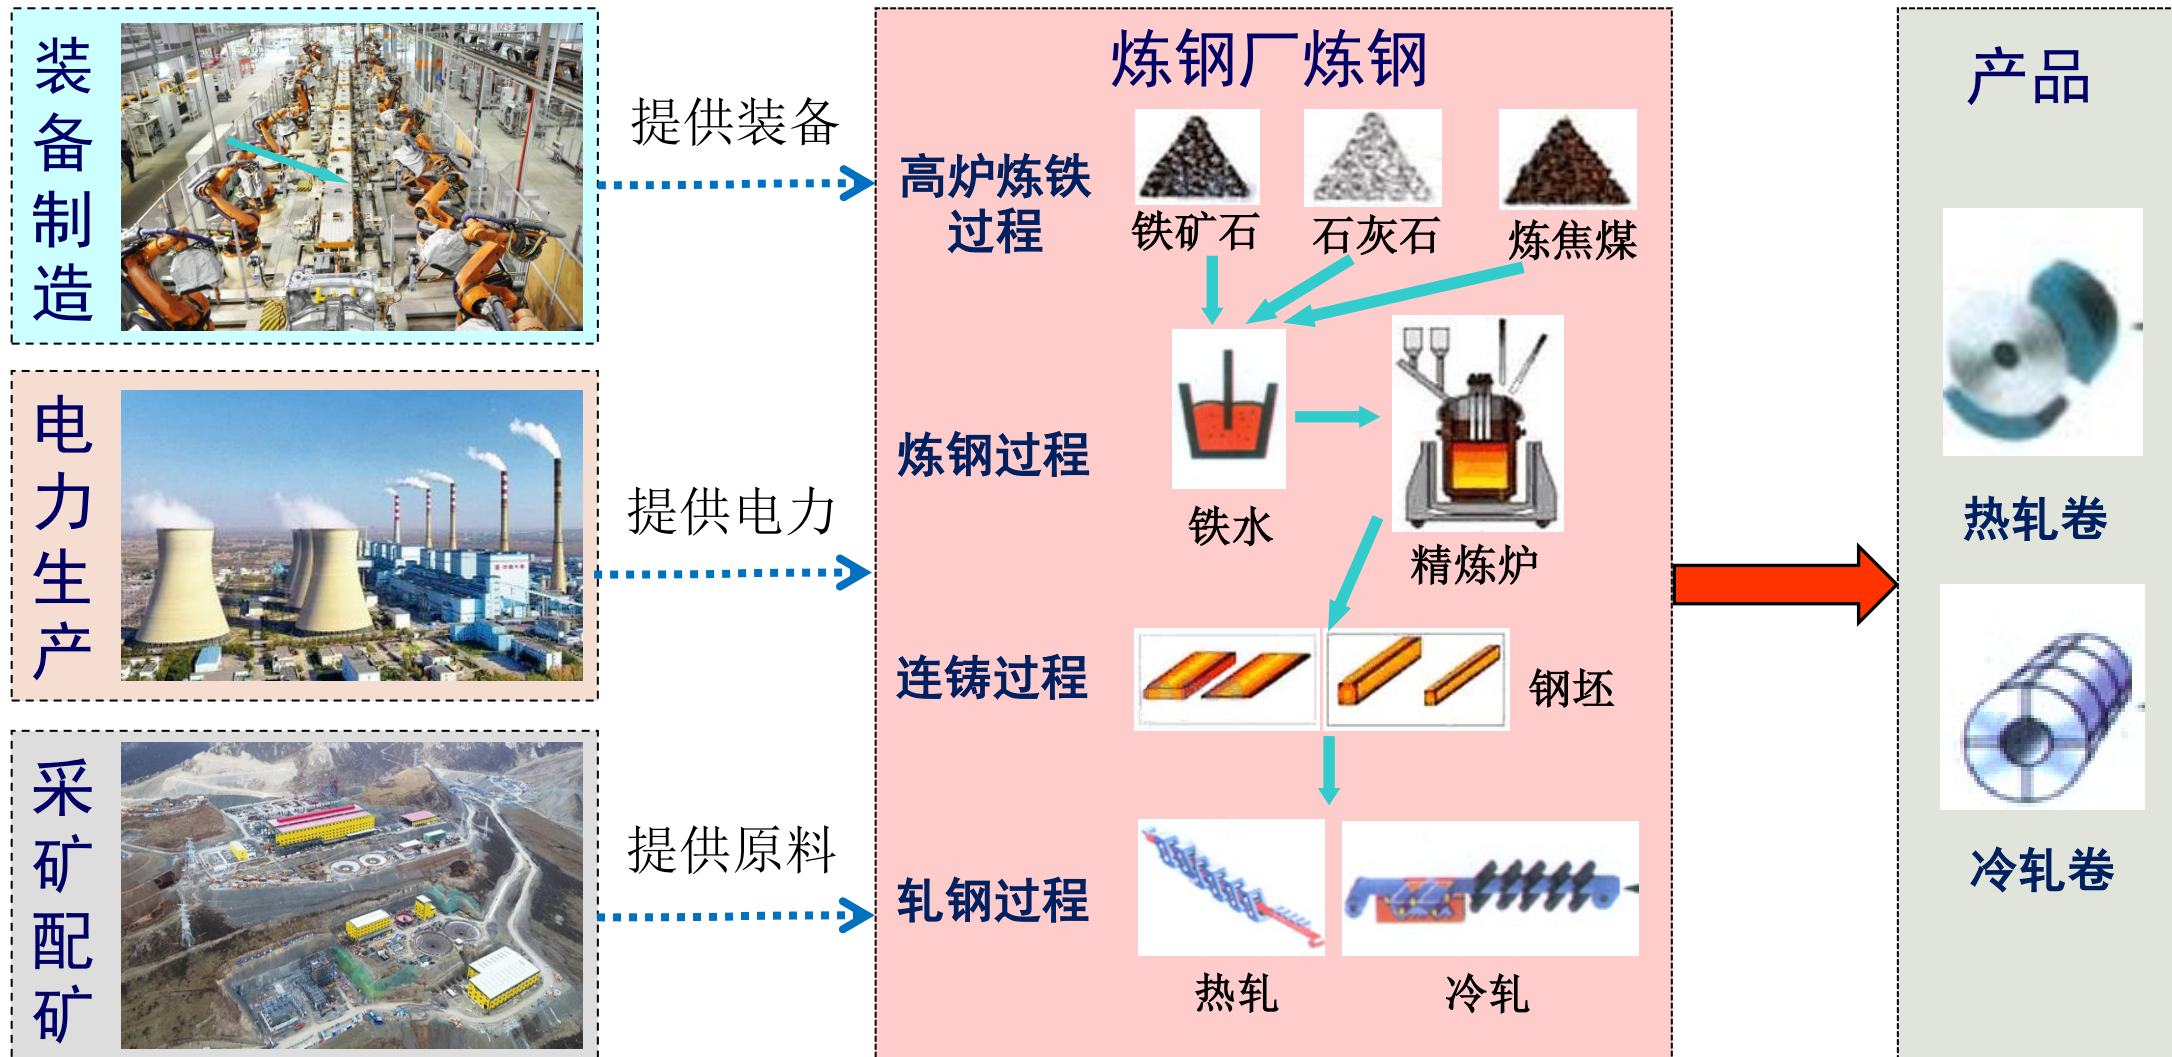 装备制造
提供装备
电力生产
提供电力
采矿配矿
提供原料
炼钢厂炼钢
高炉炼铁
过程
铁矿石
石灰石
炼焦煤
炼钢过程
铁水
精炼炉
连铸过程
钢坯
轧钢过程
热轧
冷轧
产品
热轧卷
冷轧卷